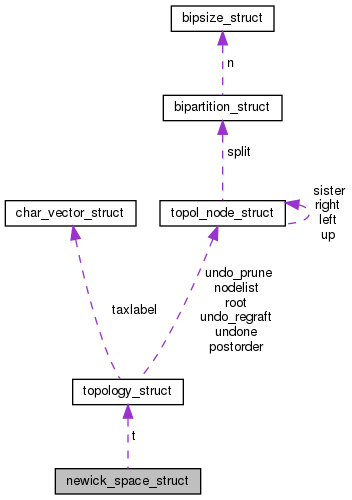 bipsize_struct
n
bipartition_struct
split
char_vector_struct
topol_node_struct
sister
right
left
up
taxlabel
undo_prune
nodelist
root
undo_regraft
undone
postorder
topology_struct
t
newick_space_struct